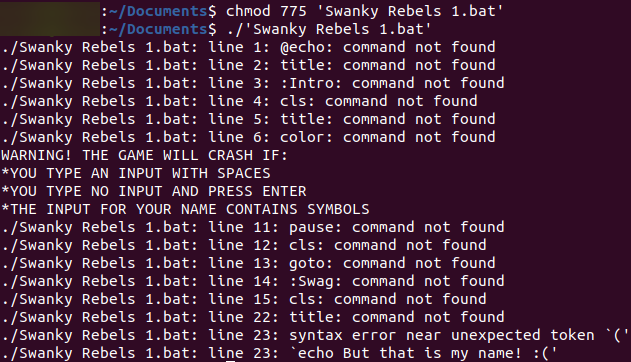 :~/Documents$ chmod 775 'Swanky Rebels 1.bat'
:~/Documents$ ./'Swanky Rebels 1.bat'
./Swanky Rebels 1.bat: line 1: @echo: command not found
./Swanky Rebels 1.bat: line 2: title: command not found
./Swanky Rebels 1.bat: line 3: :Intro: command not found
./Swanky Rebels 1.bat: line 4: cls: command not found
./Swanky Rebels 1.bat: line 5: title: command not found
./Swanky Rebels 1.bat: line 6: color: command not found
WARNING! THE GAME WILL CRASH IF:
*YOU TYPE AN INPUT WITH SPACES
*YOU TYPE NO INPUT AND PRESS ENTER
*THE INPUT FOR YOUR NAME CONTAINS SYMBOLS
./Swanky Rebels 1.bat: line 11: pause: command not found
./Swanky Rebels 1.bat: line 12: cls: command not found
./Swanky Rebels 1.bat: line 13: goto: command not found
./Swanky Rebels 1.bat: line 14: :Swag: command not found
./Swanky Rebels 1.bat: line 15: cls: command not found
./Swanky Rebels 1.bat: line 22: title: command not found
./Swanky Rebels 1.bat: line 23: syntax error near unexpected token `('
./Swanky Rebels 1.bat: line 23: `echo But that is my name! :('